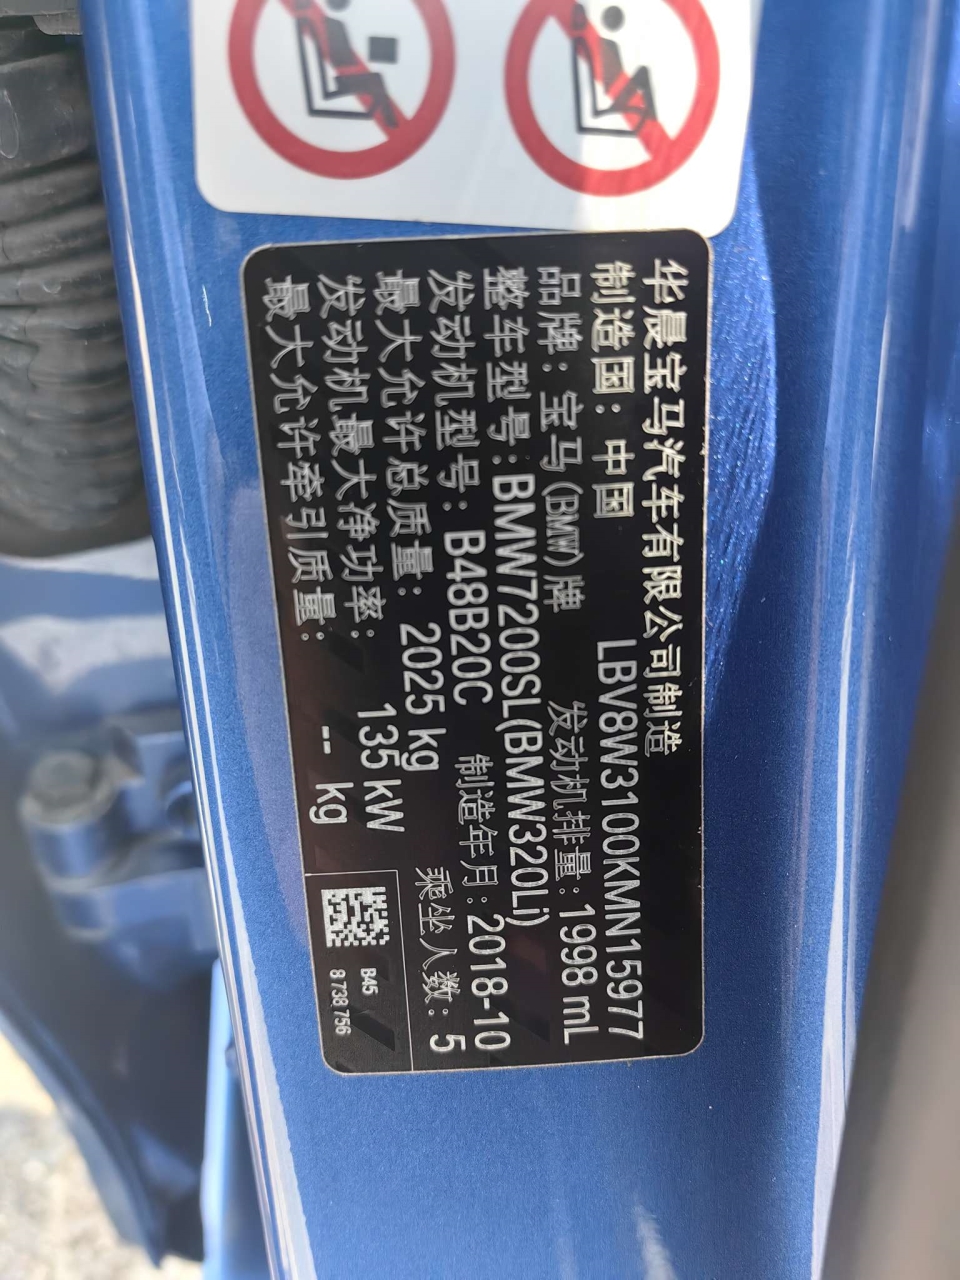 华晨宝马汽车有限公司制造
制造国：中国 LBV8W3100KMN15977
品牌：宝马(BMW)牌 发动机排量：1998 mL
整车型号：BMW7200SL(BMW320Li)
发动机型号：B48B20C 制造年月：2018-10
最大允许总质量：2025 kg 乘坐人数：5
发动机最大净功率：135 kW
最大允许牵引质量：-- kg
B45
8 738 756